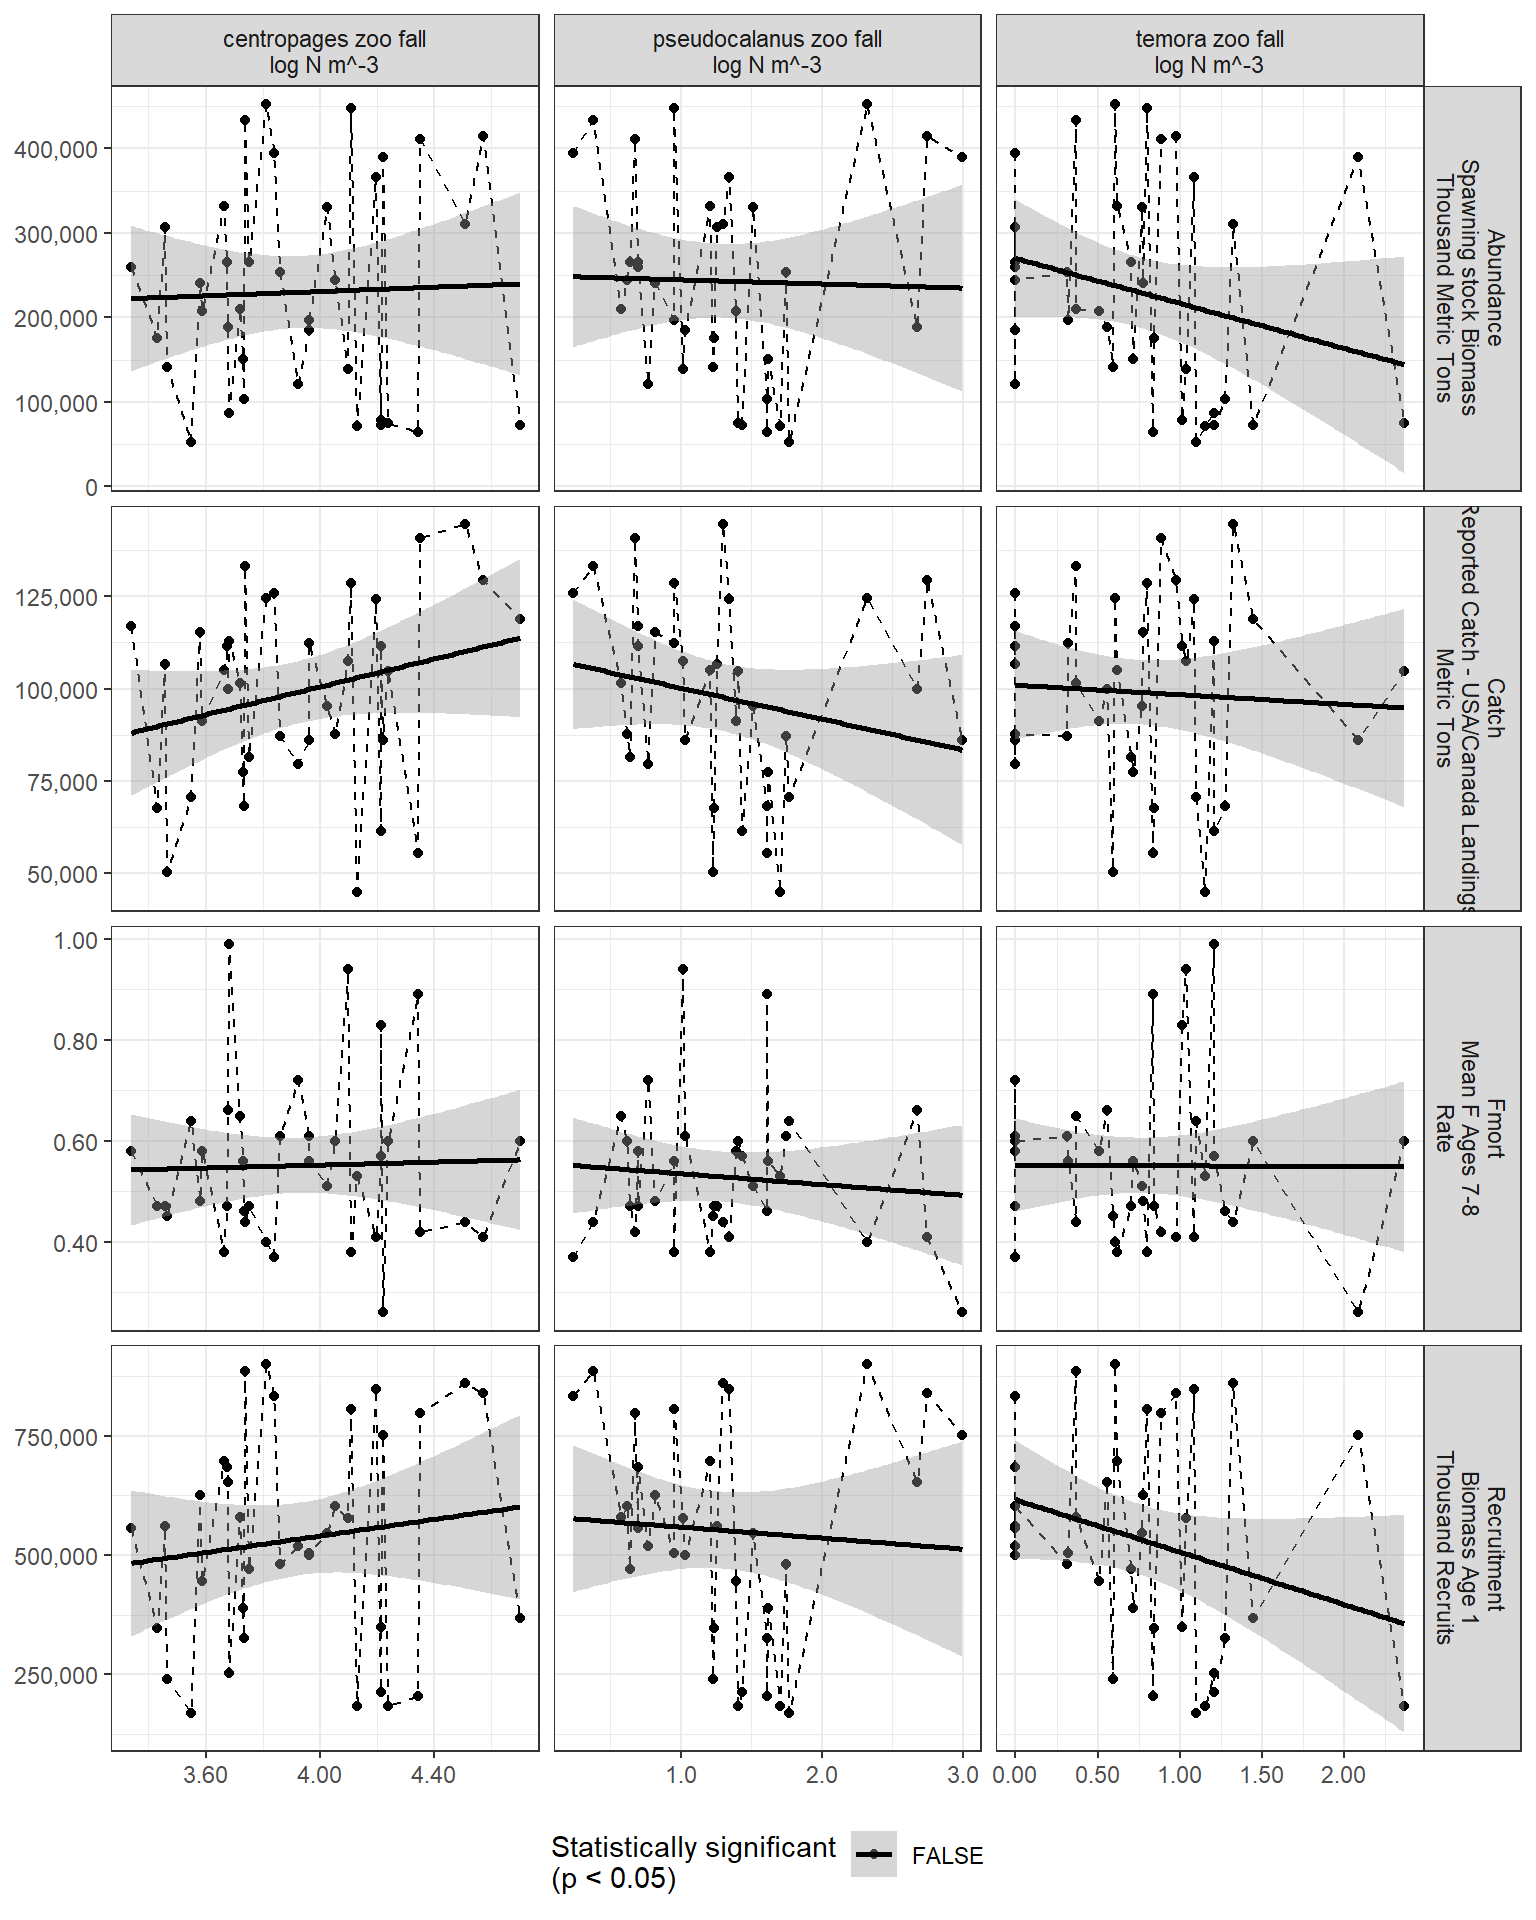 centropages zoo fall
log N m^-3
pseudocalanus zoo fall
log N m^-3
temora zoo fall
log N m^-3
400,000
300,000
200,000
100,000
0
Abundance
Spawning stock Biomass
Thousand Metric Tons
125,000
100,000
75,000
50,000
Catch
Reported Catch - USA/Canada Landings
Metric Tons
1.00
0.80
0.60
0.40
Fmort
Mean F Ages 7-8
Rate
750,000
500,000
250,000
Recruitment
Biomass Age 1
Thousand Recruits
3.60 4.00 4.40
1.0 2.0 3.0
0.00 0.50 1.00 1.50 2.00
Statistically significant
(p < 0.05)
FALSE